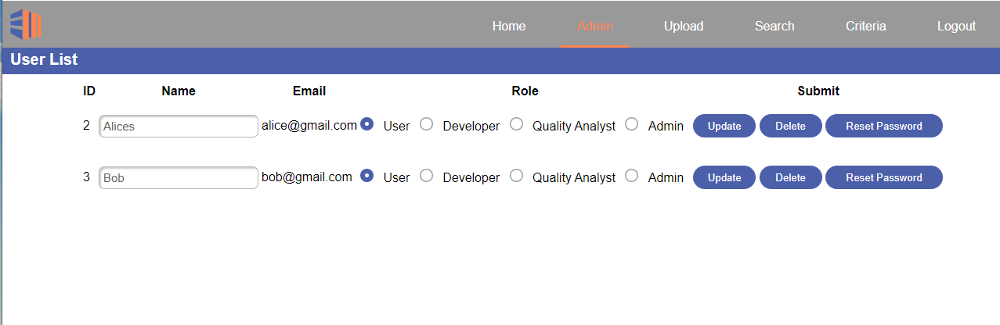 Home Admin Upload Search Criteria Logout
User List
ID Name Email Role Submit
2 Alices alice@gmail.com User Developer Quality Analyst Admin Update Delete Reset Password
3 Bob bob@gmail.com User Developer Quality Analyst Admin Update Delete Reset Password